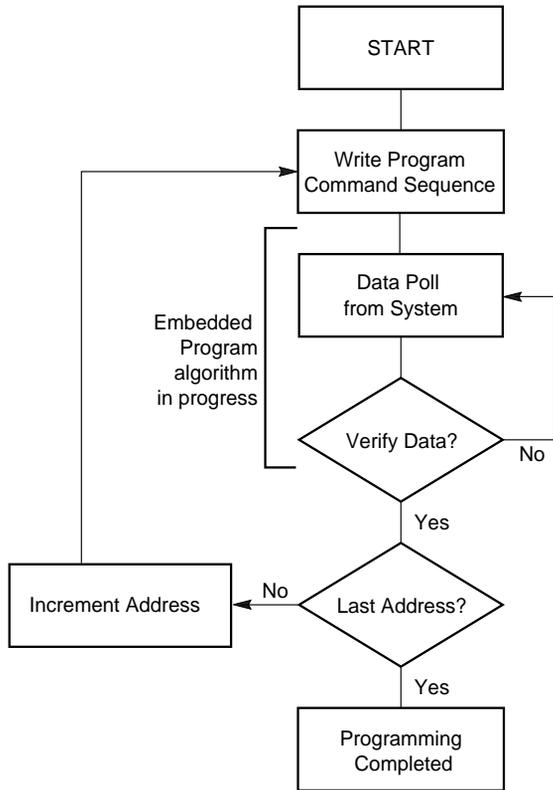 START
Write Program
Command Sequence
Data Poll
from System
Embedded
Program
algorithm
in progress
Verify Data?
No
Yes
Last Address?
No
Increment Address
Yes
Programming
Completed